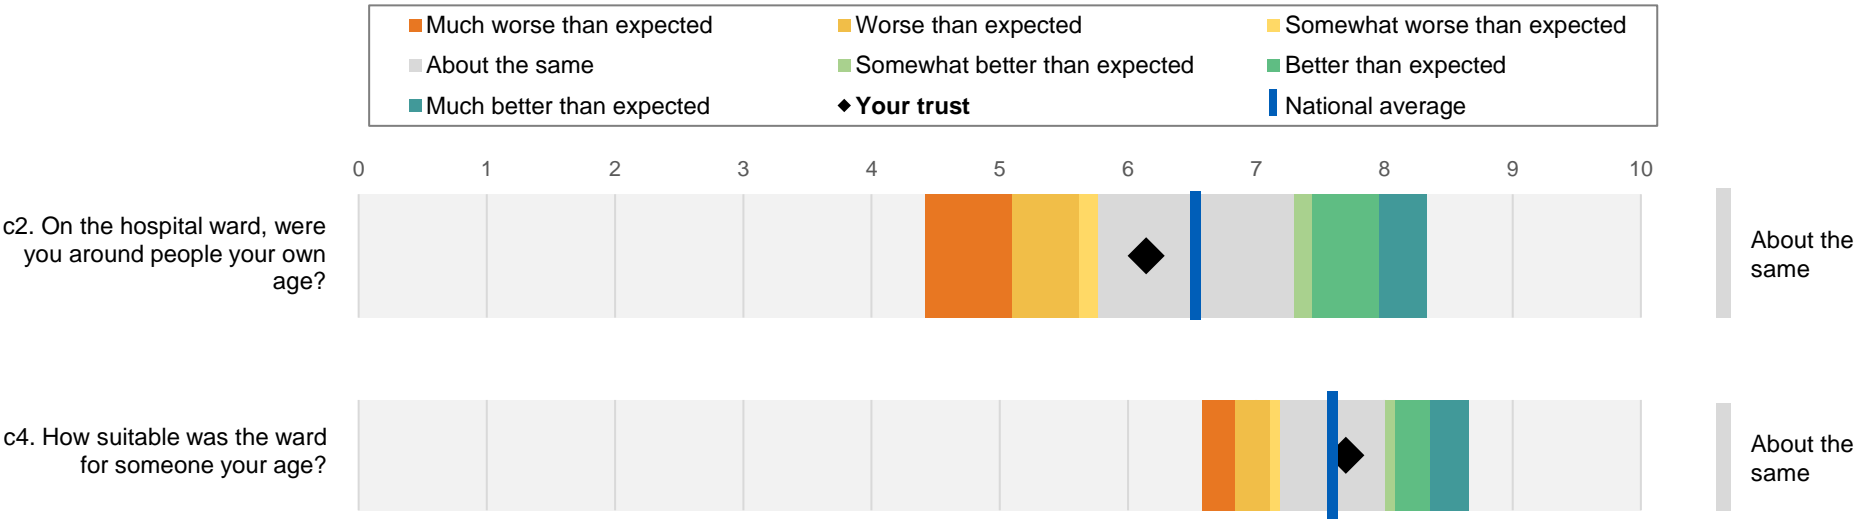 Much worse than expected
Worse than expected
Somewhat worse than expected
About the same
Somewhat better than expected
Better than expected
Much better than expected
Your trust
National average
0 1 2 3 4 5 6 7 8 9 10
c2. On the hospital ward, were
you around people your own
age?
About the
same
c4. How suitable was the ward
for someone your age?
About the
same